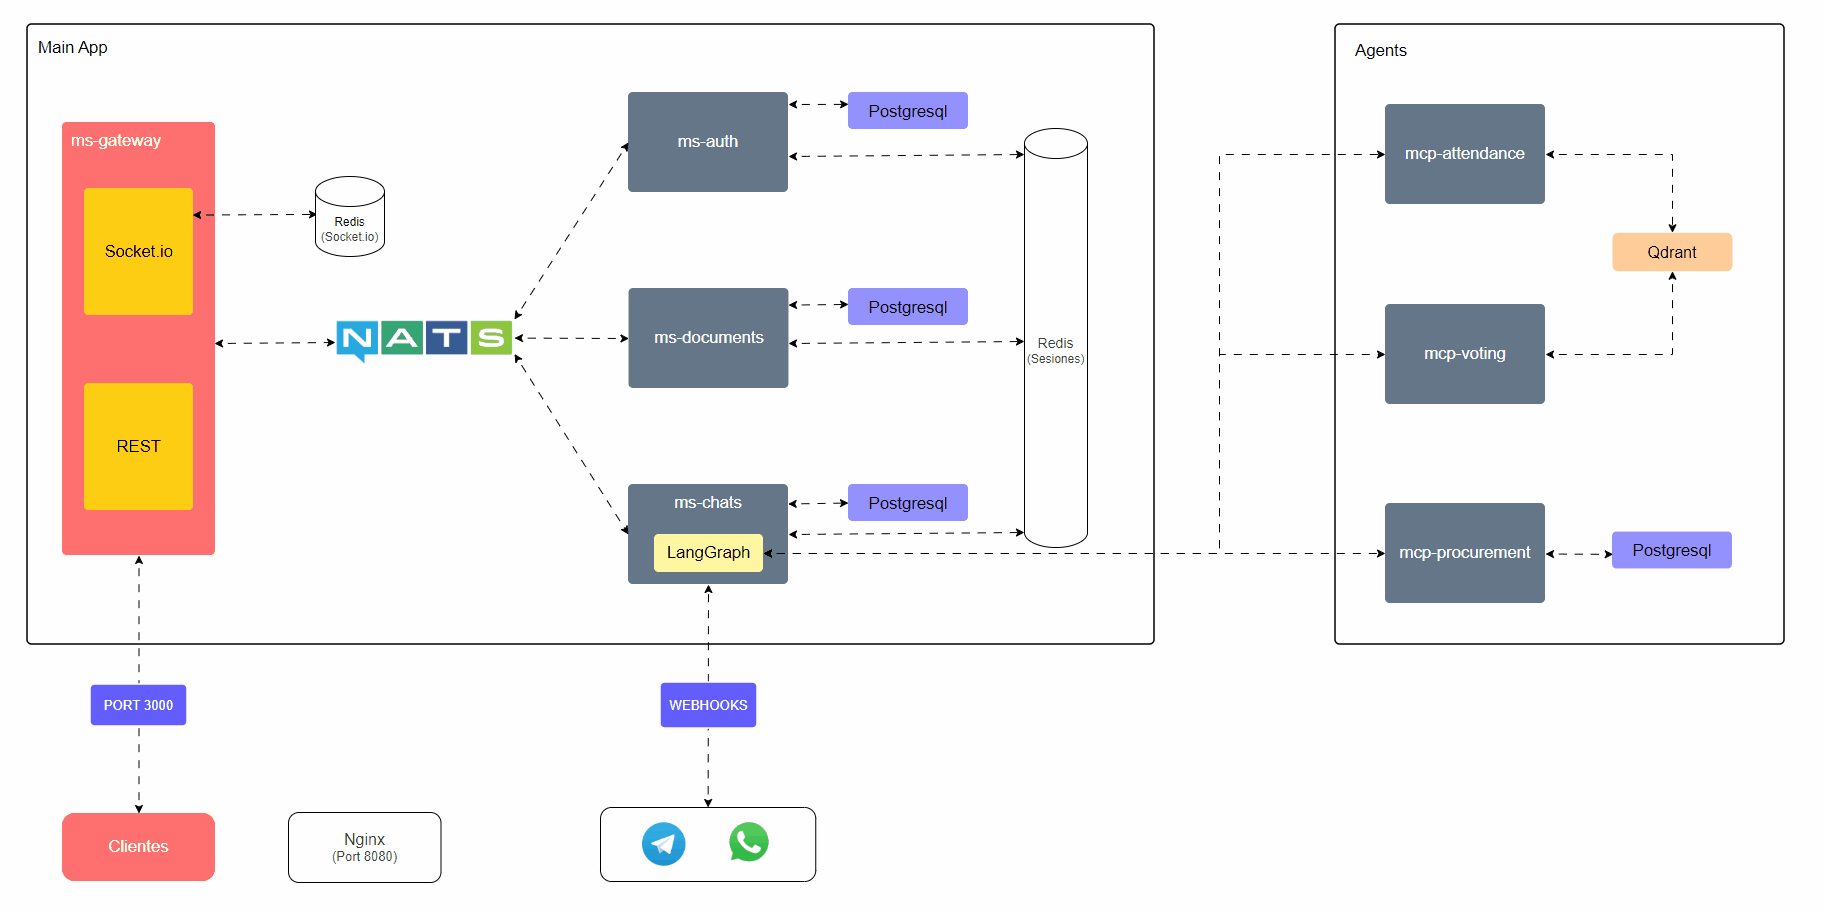 Main App
Agents
ms-gateway
Socket.io
REST
Redis
(Socket.io)
NATS
ms-auth
Postgresql
ms-documents
Postgresql
ms-chats
LangGraph
Postgresql
Redis
(Sesiones)
mcp-attendance
Qdrant
mcp-voting
mcp-procurement
Postgresql
PORT 3000
WEBHOOKS
Clientes
Nginx
(Port 8080)